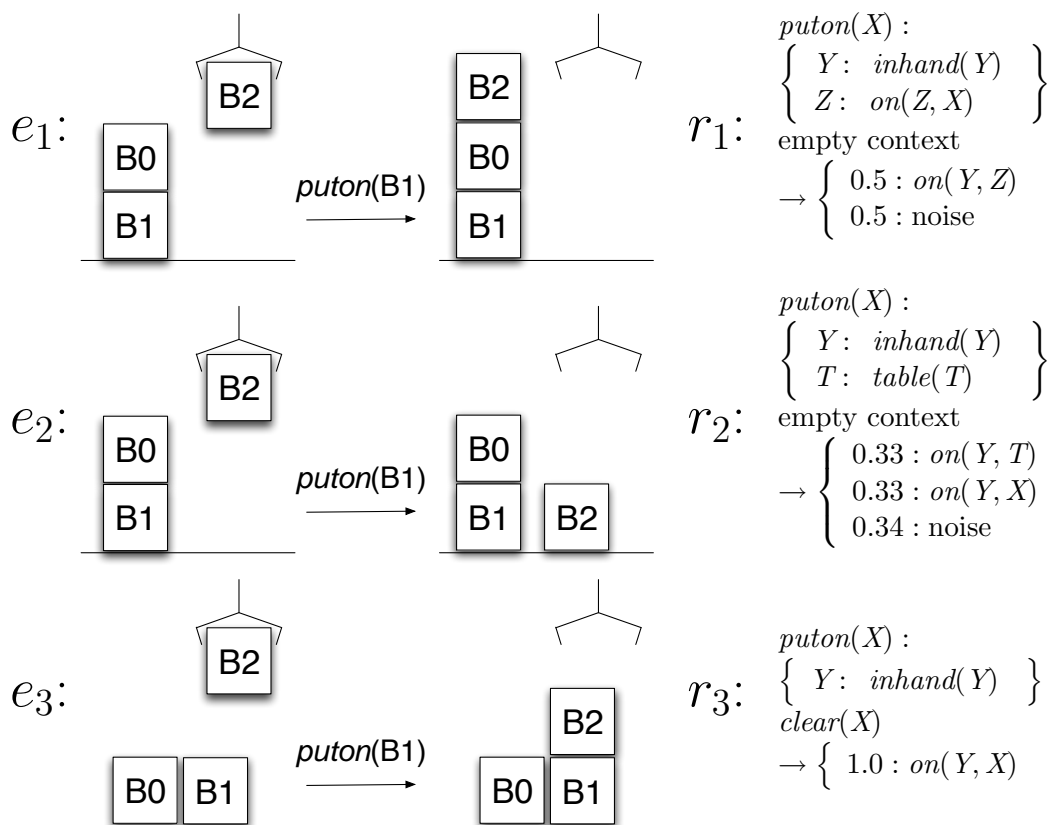 e₁:
B2
B0
B1
puton(B1)
B2
B0
B1
r₁:
puton(X) :
{ Y : inhand(Y)
Z : on(Z, X) }
empty context
→ { 0.5 : on(Y, Z)
0.5 : noise
e₂:
B2
B0
B1
puton(B1)
B0
B1 B2
r₂:
puton(X) :
{ Y : inhand(Y)
T : table(T) }
empty context
→ { 0.33 : on(Y, T)
0.33 : on(Y, X)
0.34 : noise
e₃:
B2
B0 B1
puton(B1)
B2
B0 B1
r₃:
puton(X) :
{ Y : inhand(Y) }
clear(X)
→ { 1.0 : on(Y, X)